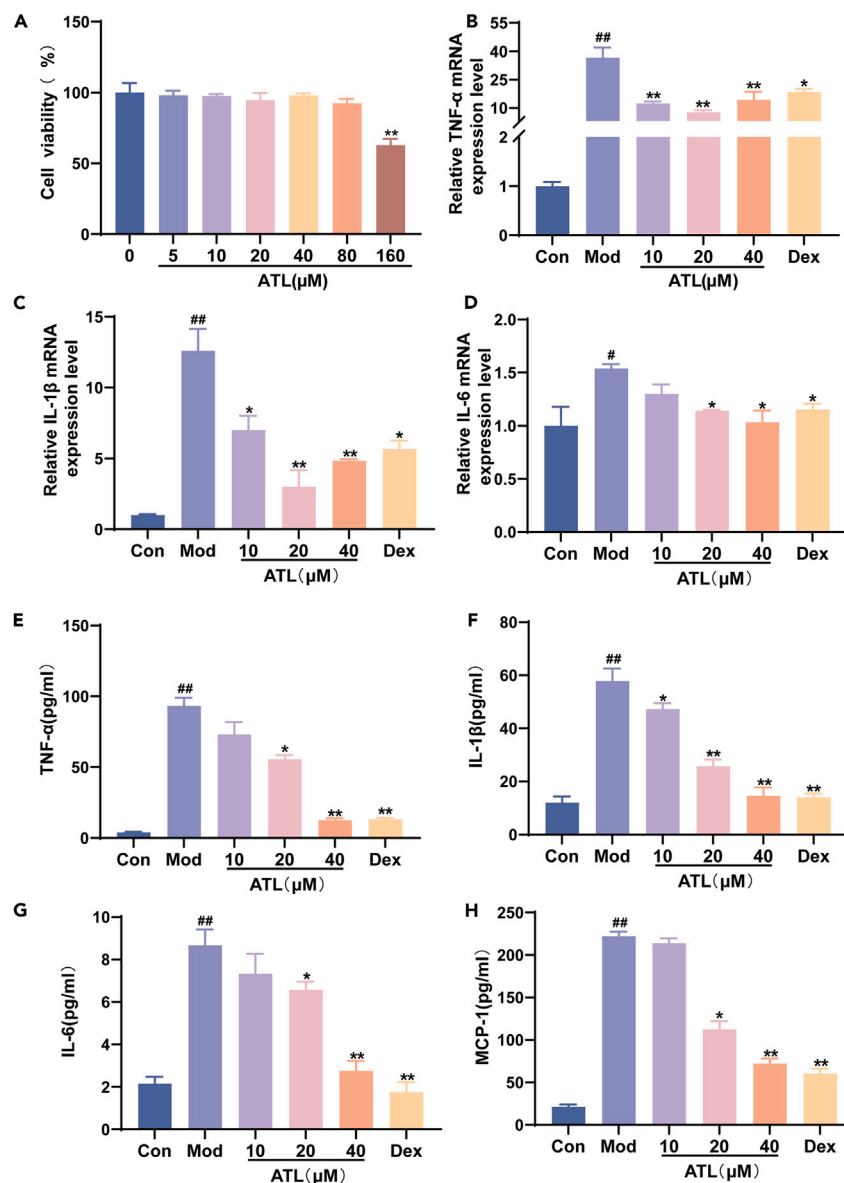 A
Cell viability( %)
150
100
50
0
**
0 5 10 20 40 80 160
ATL(μM)
B
Relative TNF-α mRNA
expression level
55
40
25
10
2
1
0
##
** ** ** *
Con Mod 10 20 40 Dex
ATL(μM)
C
Relative IL-1β mRNA
expression level
15
10
5
0
##
* ** ** *
Con Mod 10 20 40 Dex
ATL(μM)
D
Relative IL-6 mRNA
expression level
2.0
1.5
1.0
0.5
0.0
#
* * *
Con Mod 10 20 40 Dex
ATL(μM)
E
TNF-α(pg/ml)
150
100
50
0
##
* ** **
Con Mod 10 20 40 Dex
ATL(μM)
F
IL-1β(pg/ml)
80
60
40
20
0
##
* ** ** **
Con Mod 10 20 40 Dex
ATL(μM)
G
IL-6(pg/ml)
10
8
6
4
2
0
##
* ** **
Con Mod 10 20 40 Dex
ATL(μM)
H
MCP-1(pg/ml)
250
200
150
100
50
0
##
* ** **
Con Mod 10 20 40 Dex
ATL(μM)